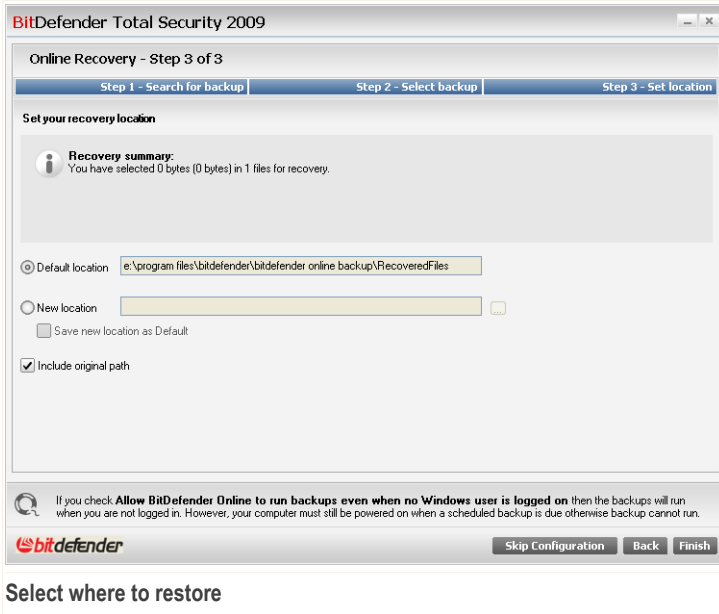 BitDefender Total Security 2009
Online Recovery - Step 3 of 3
Step 1 - Search for backup
Step 2 - Select backup
Step 3 - Set location
Set your recovery location
Recovery summary:
You have selected 0 bytes (0 bytes) in 1 files for recovery.
Default location
e:\program files\bitdefender\bitdefender online backup\RecoveredFiles
New location
...
Save new location as Default
Include original path
If you check Allow BitDefender Online to run backups even when no Windows user is logged on then the backups will run
when you are not logged in. However, your computer must still be powered on when a scheduled backup is due otherwise backup cannot run.
bitdefender
Skip Configuration
Back
Finish
Select where to restore